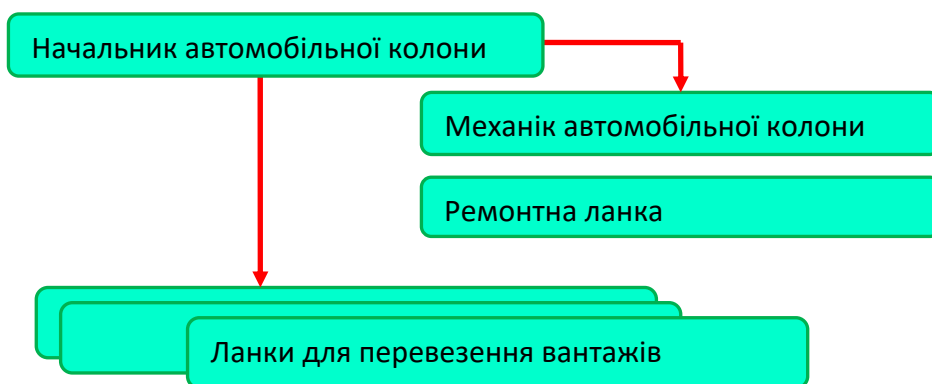 Начальник автомобільної колони
Механік автомобільної колони
Ремонтна ланка
Ланки для перевезення вантажів